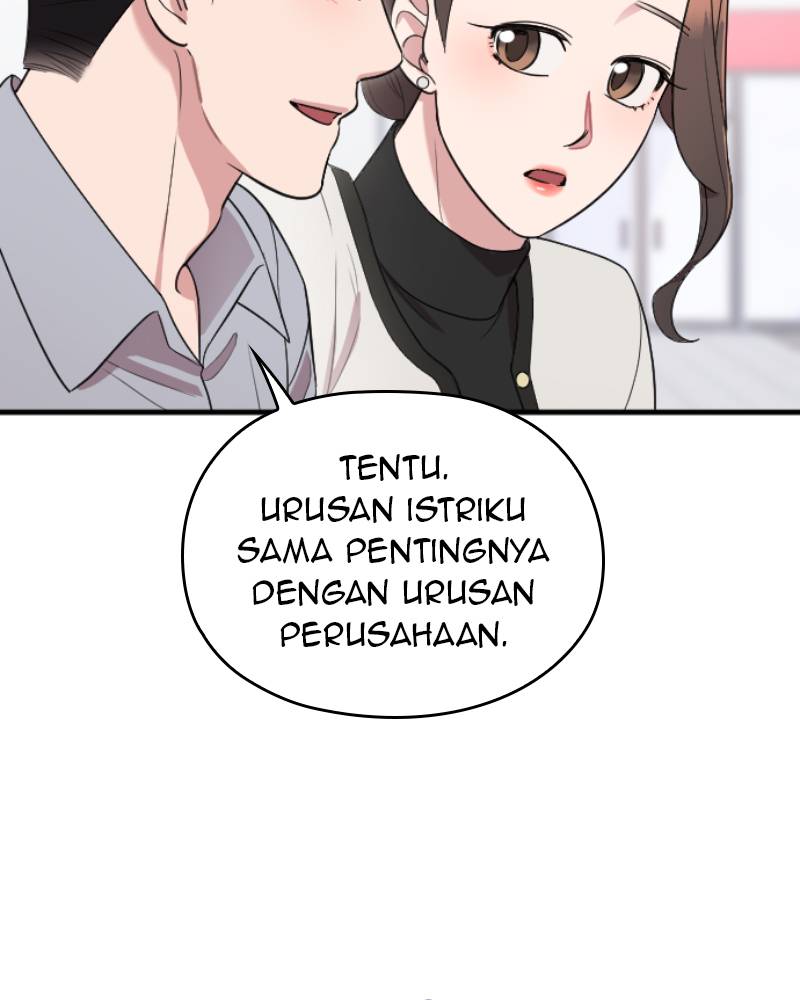 TENTU.
URUSAN ISTRIKU
SAMA PENTINGNYA
DENGAN URUSAN
PERUSAHAAN.